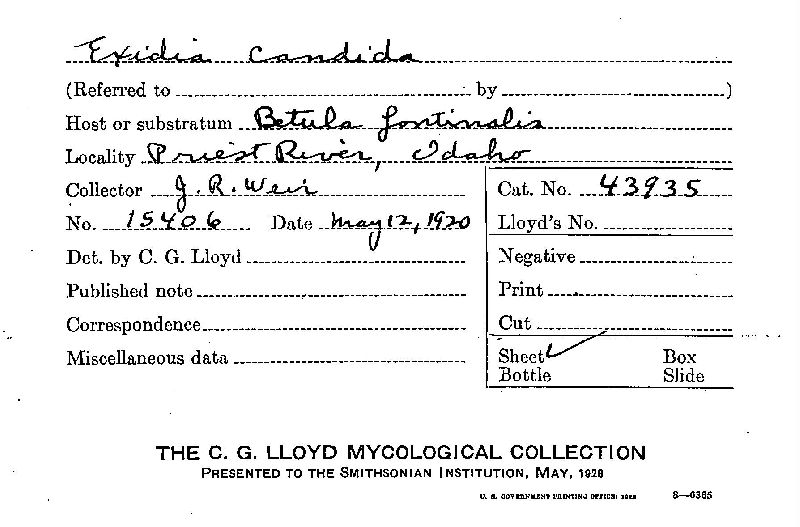 Exidia candida
(Referred to by )
Host or substratum Betula fontinalis
Locality Priest River, Idaho
Collector J. R. Weir
Cat. No. 43935
No. 15406 Date May 12, 1920
Lloyd's No.
Det. by C. G. Lloyd
Negative
Published note
Print
Correspondence
Cut
Miscellaneous data
Sheet ✓ Box
Bottle Slide
THE C. G. LLOYD MYCOLOGICAL COLLECTION
PRESENTED TO THE SMITHSONIAN INSTITUTION, MAY, 1928
U. S. GOVERNMENT PRINTING OFFICE: 1928 8—6365